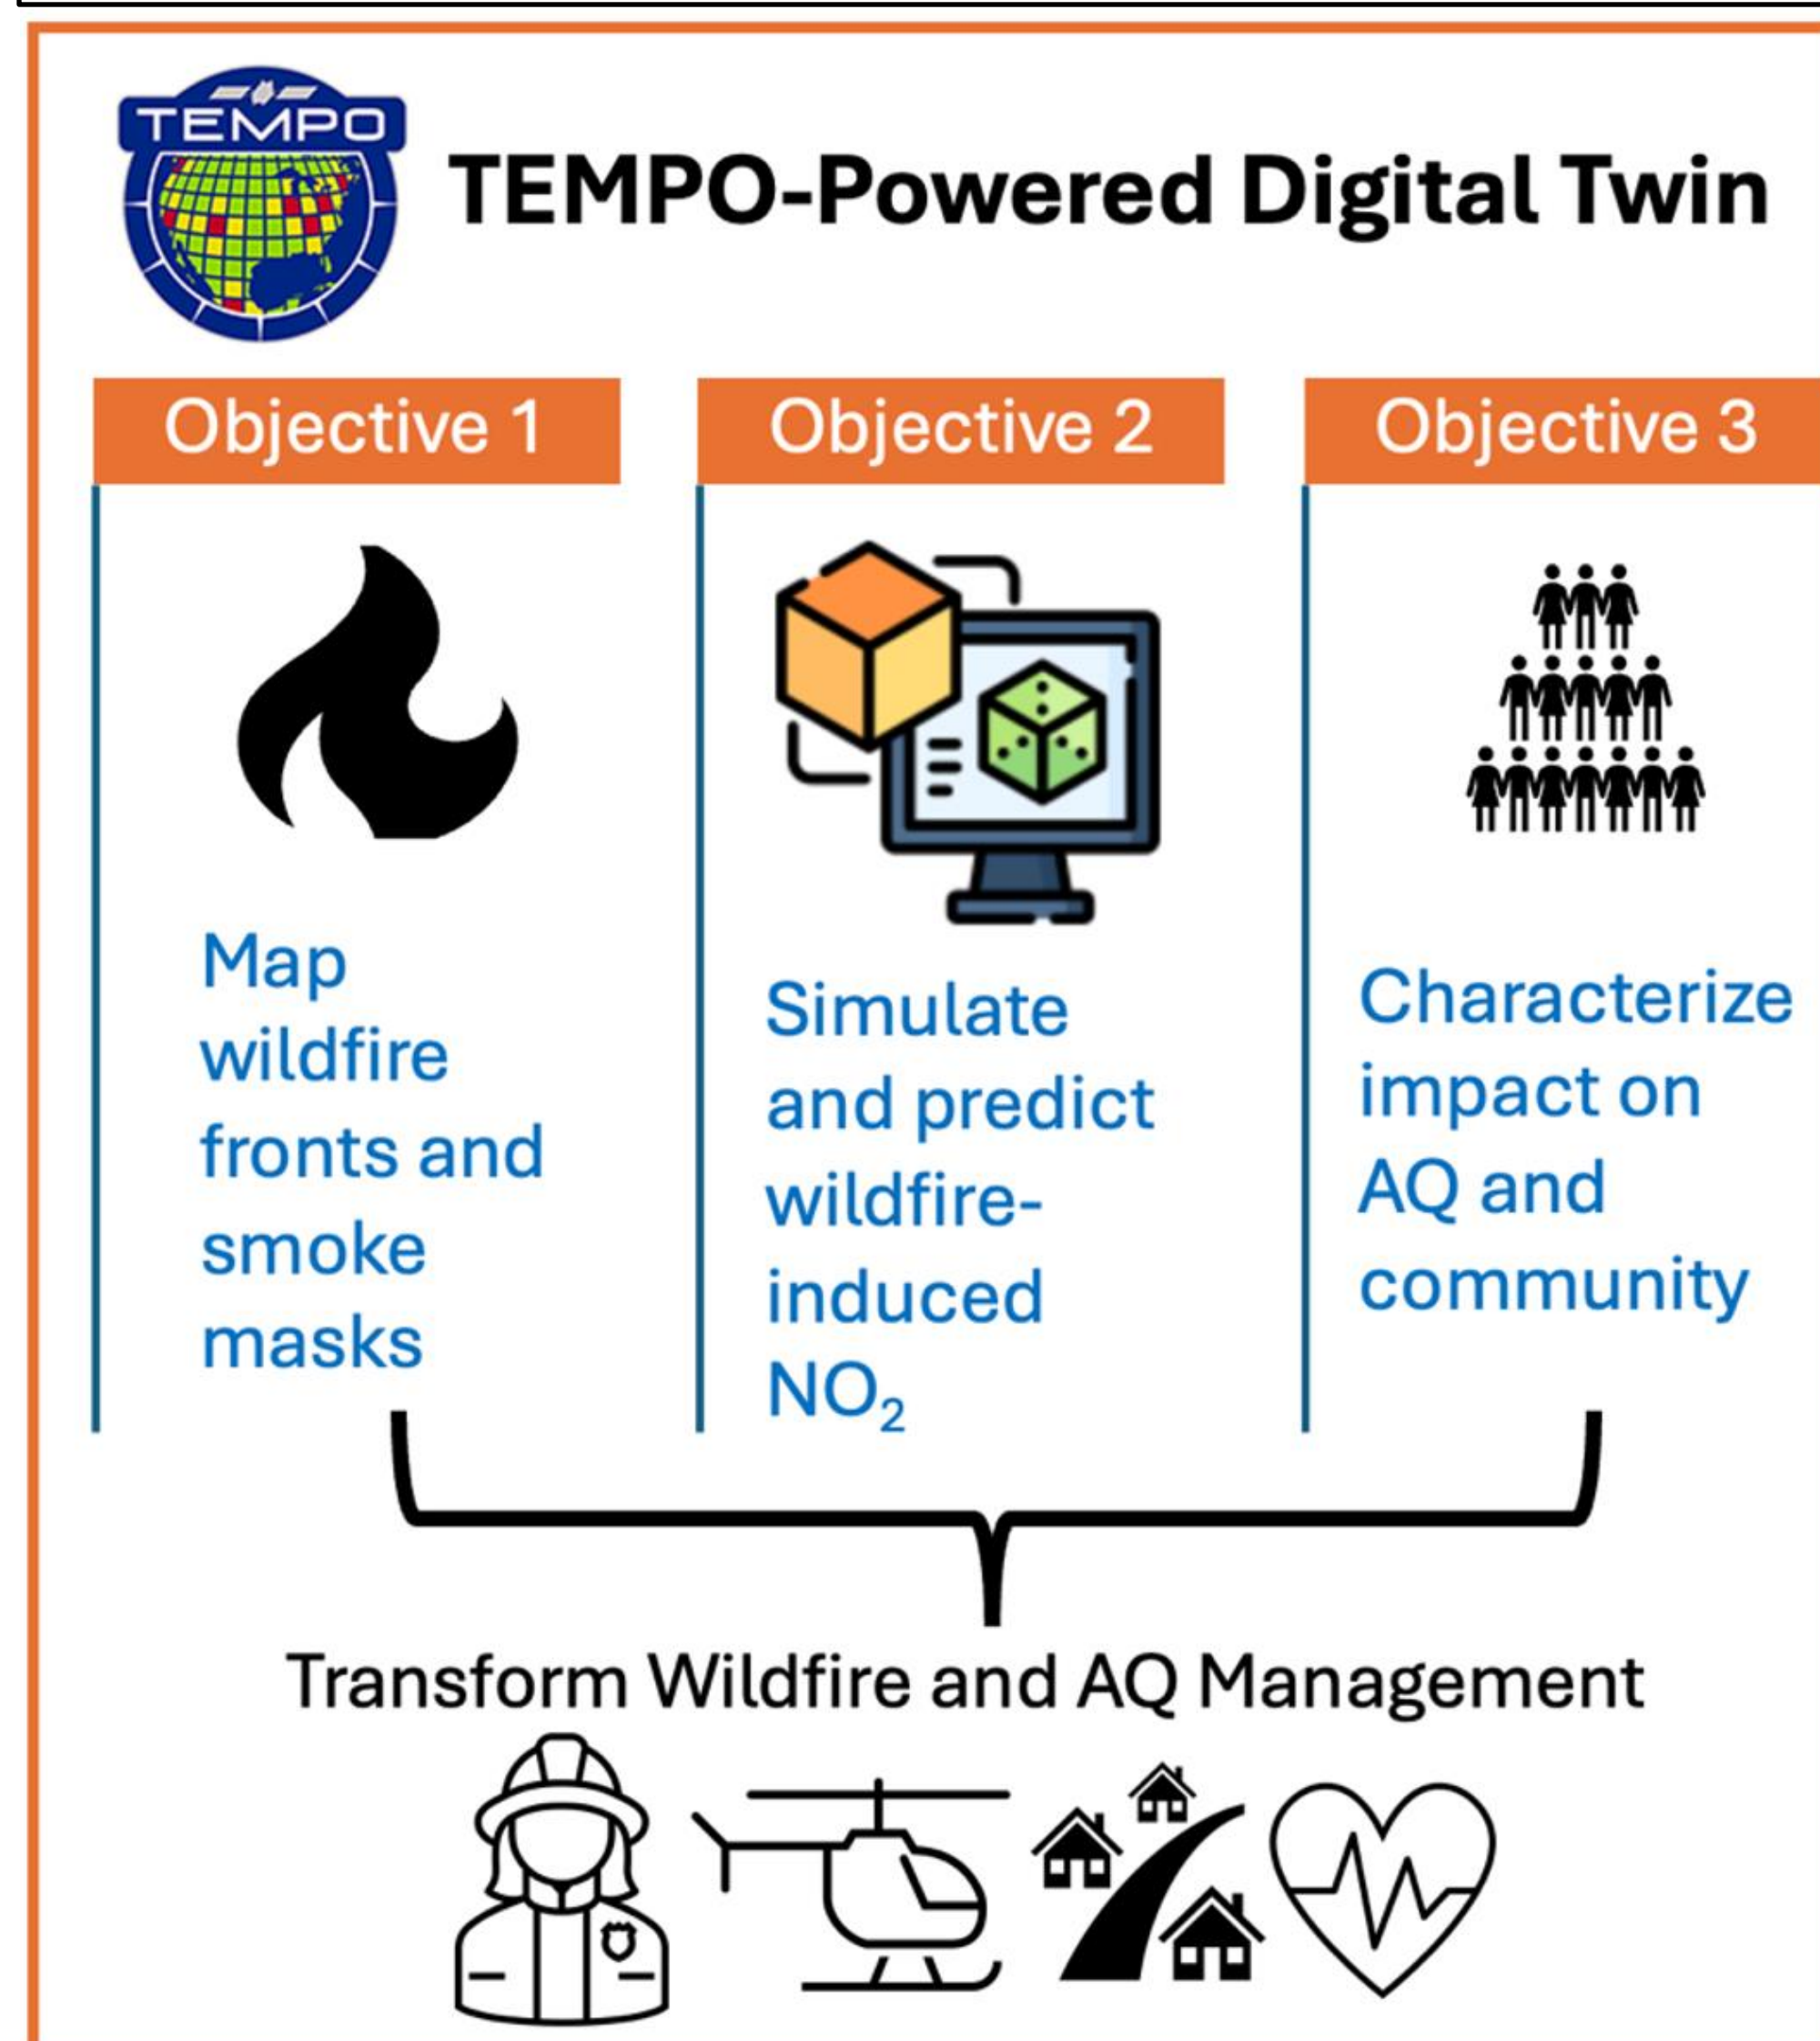 TEMPO
TEMPO-Powered Digital Twin
Objective 1
Map
wildfire
fronts and
smoke
masks
Objective 2
Simulate
and predict
wildfire-
induced
NO₂
Objective 3
Characterize
impact on
AQ and
community
Transform Wildfire and AQ Management